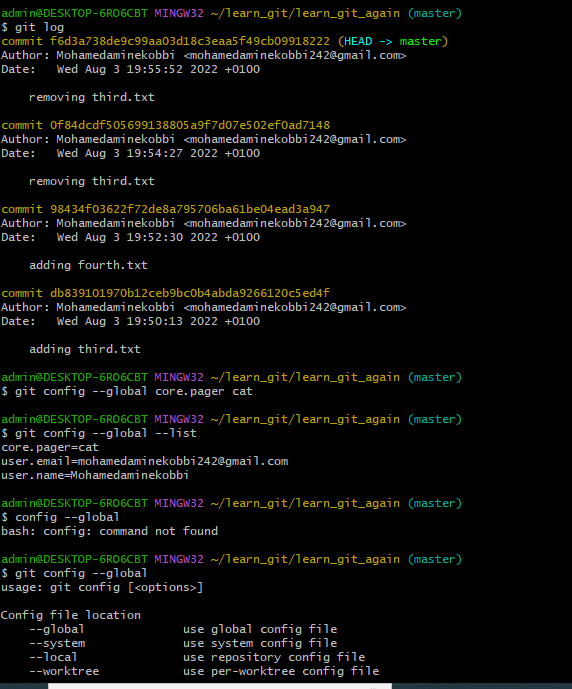 admin@DESKTOP-6RO6CBT MINGW32 ~/learn_git/learn_git_again (master)
$ git log
commit f6d3a738de9c99aa03d18c3eaa5f49cb09918222 (HEAD -> master)
Author: Mohamedaminekobbi <mohamedaminekobbi242@gmail.com>
Date:   Wed Aug 3 19:55:52 2022 +0100

    removing third.txt

commit 0f84dcdf505699138805a9f7d07e502ef0ad7148
Author: Mohamedaminekobbi <mohamedaminekobbi242@gmail.com>
Date:   Wed Aug 3 19:54:27 2022 +0100

    removing third.txt

commit 98434f03622f72de8a795706ba61be04ead3a947
Author: Mohamedaminekobbi <mohamedaminekobbi242@gmail.com>
Date:   Wed Aug 3 19:52:30 2022 +0100

    adding fourth.txt

commit db839101970b12ceb9bc0b4abda9266120c5ed4f
Author: Mohamedaminekobbi <mohamedaminekobbi242@gmail.com>
Date:   Wed Aug 3 19:50:13 2022 +0100

    adding third.txt

admin@DESKTOP-6RO6CBT MINGW32 ~/learn_git/learn_git_again (master)
$ git config --global core.pager cat

admin@DESKTOP-6RO6CBT MINGW32 ~/learn_git/learn_git_again (master)
$ git config --global --list
core.pager=cat
user.email=mohamedaminekobbi242@gmail.com
user.name=Mohamedaminekobbi

admin@DESKTOP-6RO6CBT MINGW32 ~/learn_git/learn_git_again (master)
$ config --global
bash: config: command not found

admin@DESKTOP-6RO6CBT MINGW32 ~/learn_git/learn_git_again (master)
$ git config --global
usage: git config [<options>]

Config file location
    --global              use global config file
    --system              use system config file
    --local               use repository config file
    --worktree            use per-worktree config file